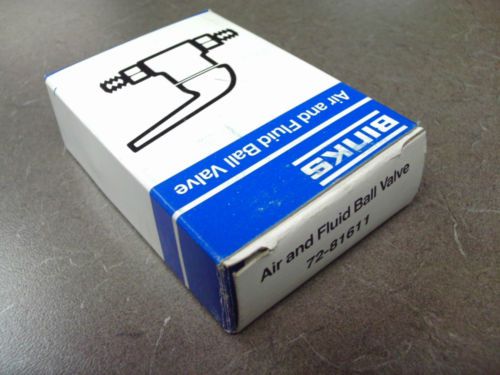 BINKS
Air and Fluid Ball Valve
Air and Fluid Ball Valve
72-81611